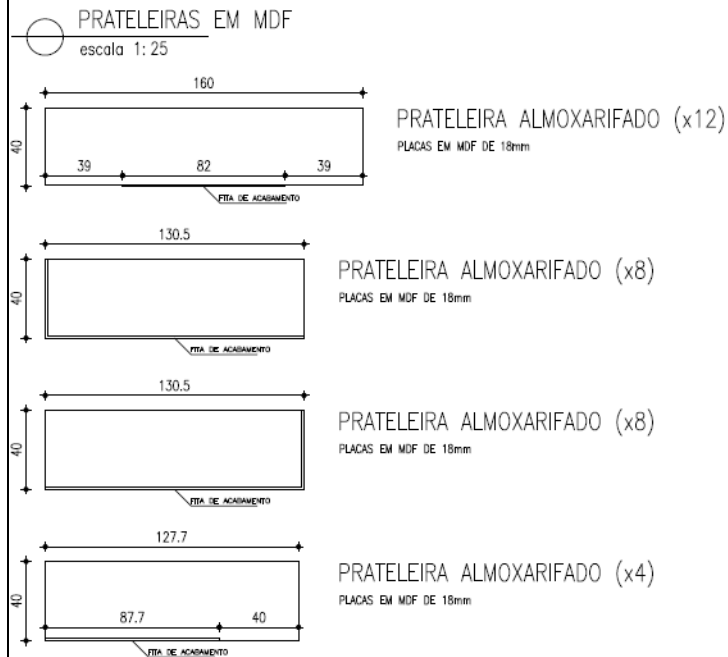 PRATELEIRAS EM MDF
escala 1:25
160
40
39
82
39
FITA DE ACABAMENTO
PRATELEIRA ALMOXARIFADO (x12)
PLACAS EM MDF DE 18mm
130.5
40
FITA DE ACABAMENTO
PRATELEIRA ALMOXARIFADO (x8)
PLACAS EM MDF DE 18mm
130.5
40
FITA DE ACABAMENTO
PRATELEIRA ALMOXARIFADO (x8)
PLACAS EM MDF DE 18mm
127.7
40
87.7
40
FITA DE ACABAMENTO
PRATELEIRA ALMOXARIFADO (x4)
PLACAS EM MDF DE 18mm